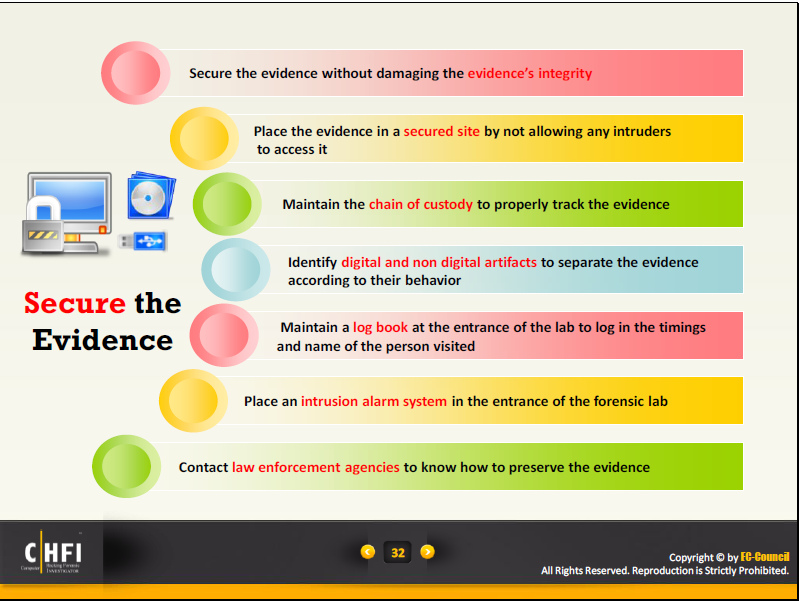 Secure the evidence without damaging the evidence's integrity
Place the evidence in a secured site by not allowing any intruders
to access it
Maintain the chain of custody to properly track the evidence
Identify digital and non digital artifacts to separate the evidence
according to their behavior
Secure the
Evidence
Maintain a log book at the entrance of the lab to log in the timings
and name of the person visited
Place an intrusion alarm system in the entrance of the forensic lab
Contact law enforcement agencies to know how to preserve the evidence
CHFI
Computer Hacking Forensic
INVESTIGATOR
32
Copyright © by EC-Council
All Rights Reserved. Reproduction is Strictly Prohibited.